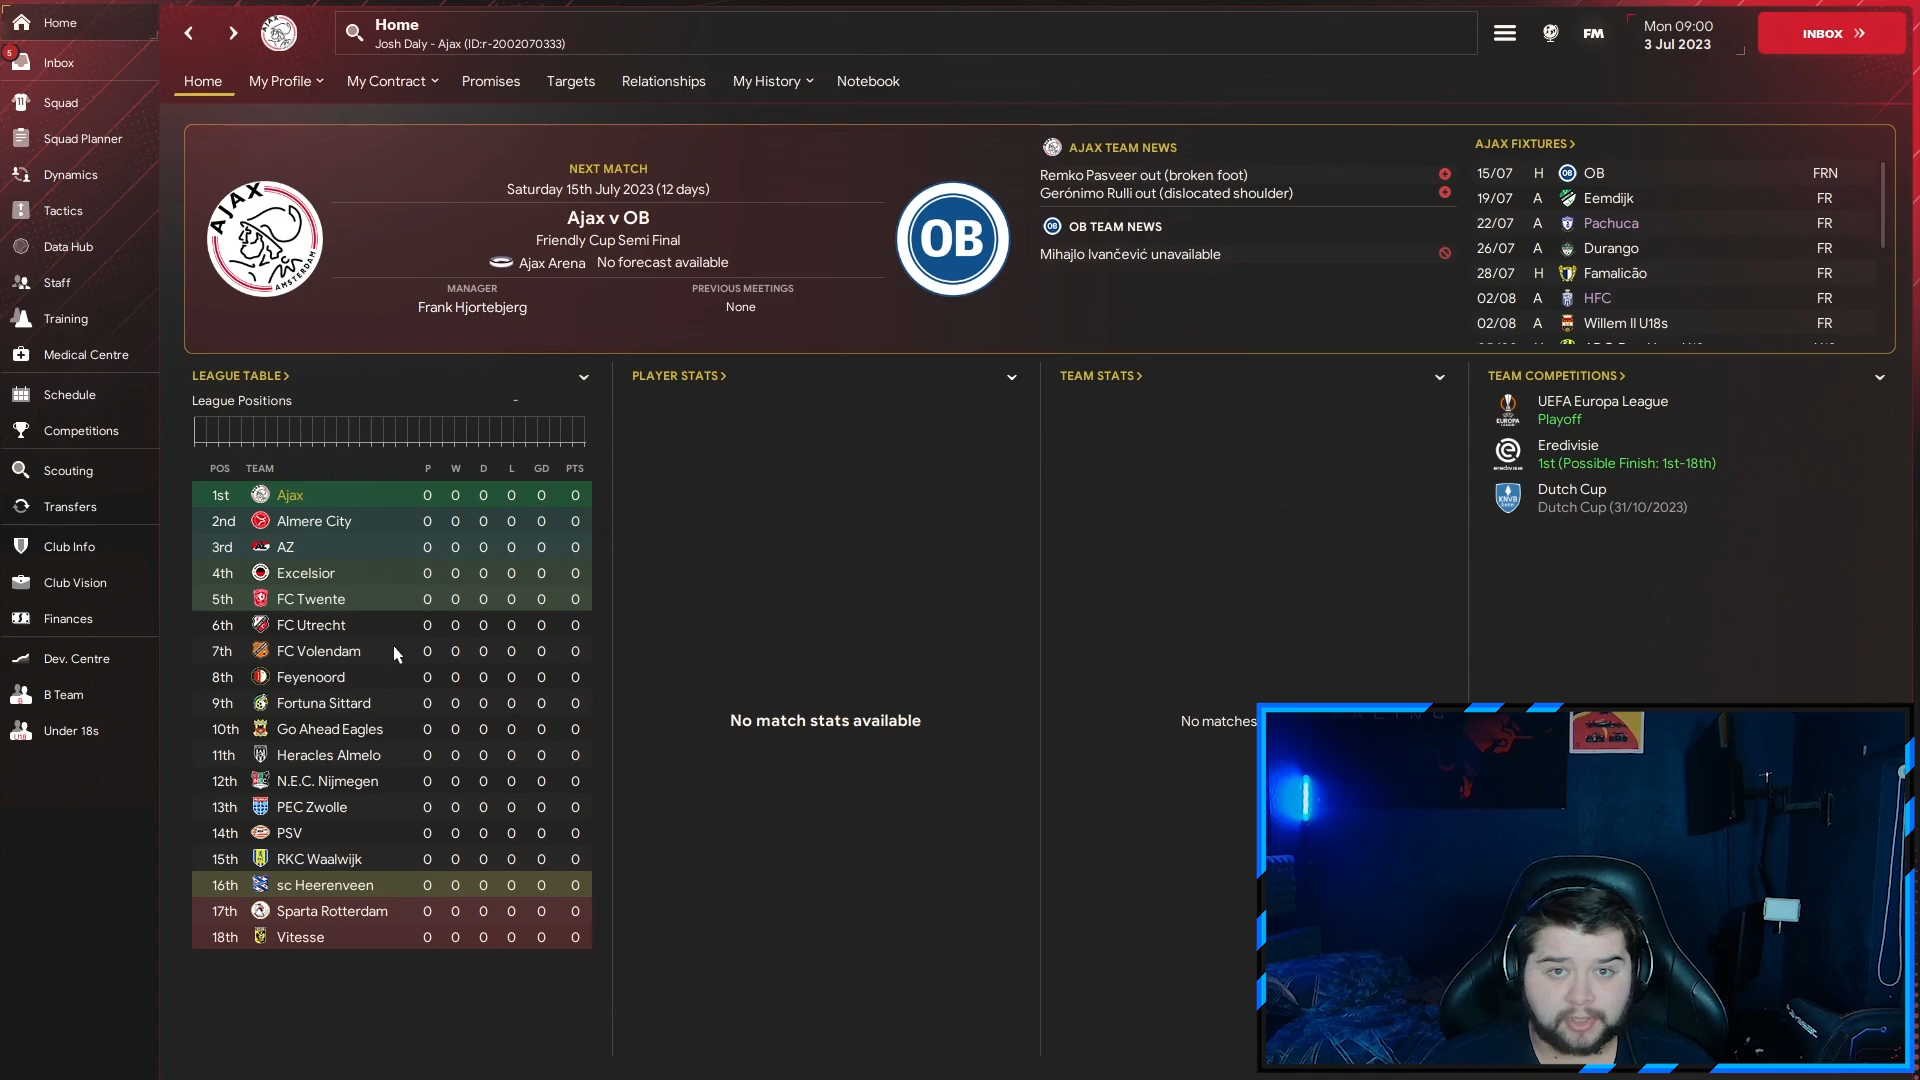 Home
5
Inbox
Squad
Squad Planner
Dynamics
Tactics
Data Hub
Staff
Training
Medical Centre
Schedule
Competitions
Scouting
Transfers
Club Info
Club Vision
Finances
Dev. Centre
B Team
Under 18s
Home
Josh Daly - Ajax (ID:r-2002070333)
FM
Mon 09:00
3 Jul 2023
INBOX
Home My Profile My Contract Promises Targets Relationships My History Notebook
AJAX
AMSTERDAM
NEXT MATCH
Saturday 15th July 2023 (12 days)
Ajax v OB
Friendly Cup Semi Final
Ajax Arena No forecast available
MANAGER PREVIOUS MEETINGS
Frank Hjortebjerg None
OB
AJAX TEAM NEWS
Remko Pasveer out (broken foot)
Gerónimo Rulli out (dislocated shoulder)
OB TEAM NEWS
Mihajlo Ivančević unavailable
AJAX FIXTURES >
15/07 H OB FRN
19/07 A Eemdijk FR
22/07 A Pachuca FR
26/07 A Durango FR
28/07 H Famalicão FR
02/08 A HFC FR
02/08 A Willem II U18s FR
LEAGUE TABLE >
League Positions -
POS TEAM P W D L GD PTS
1st Ajax 0 0 0 0 0 0
2nd Almere City 0 0 0 0 0 0
3rd AZ 0 0 0 0 0 0
4th Excelsior 0 0 0 0 0 0
5th FC Twente 0 0 0 0 0 0
6th FC Utrecht 0 0 0 0 0 0
7th FC Volendam 0 0 0 0 0 0
8th Feyenoord 0 0 0 0 0 0
9th Fortuna Sittard 0 0 0 0 0 0
10th Go Ahead Eagles 0 0 0 0 0 0
11th Heracles Almelo 0 0 0 0 0 0
12th N.E.C. Nijmegen 0 0 0 0 0 0
13th PEC Zwolle 0 0 0 0 0 0
14th PSV 0 0 0 0 0 0
15th RKC Waalwijk 0 0 0 0 0 0
16th sc Heerenveen 0 0 0 0 0 0
17th Sparta Rotterdam 0 0 0 0 0 0
18th Vitesse 0 0 0 0 0 0
PLAYER STATS >
No match stats available
TEAM STATS >
No matches
TEAM COMPETITIONS >
UEFA Europa League
Playoff
Eredivisie
1st (Possible Finish: 1st-18th)
Dutch Cup
Dutch Cup (31/10/2023)